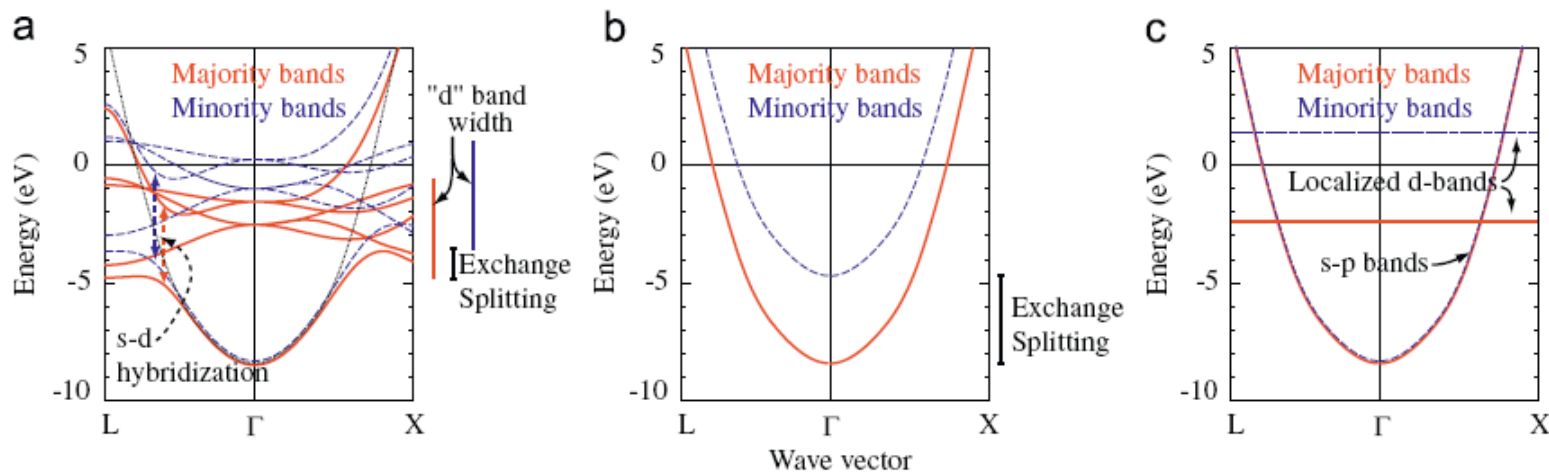 a
5
0
-5
-10
Energy (eV)
Majority bands
Minority bands
"d" band
width
Exchange
Splitting
s-d
hybridization
L
Γ
X
b
5
0
-5
-10
Energy (eV)
Majority bands
Minority bands
Exchange
Splitting
L
Γ
X
Wave vector
c
5
0
-5
-10
Energy (eV)
Majority bands
Minority bands
Localized d-bands
s-p bands
L
Γ
X